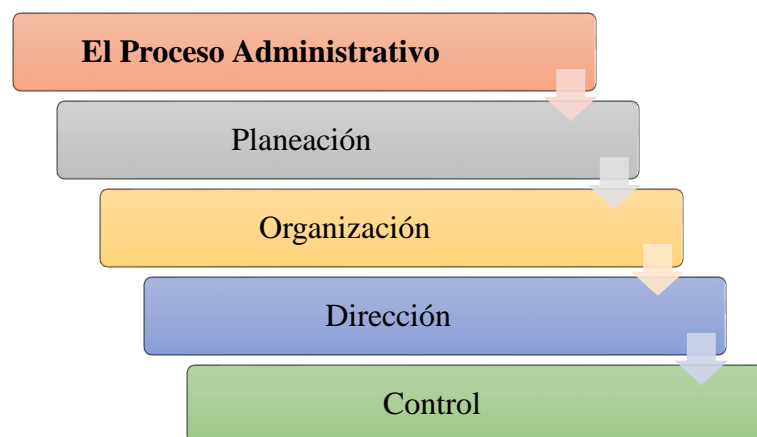 El Proceso Administrativo
Planeación
Organización
Dirección
Control